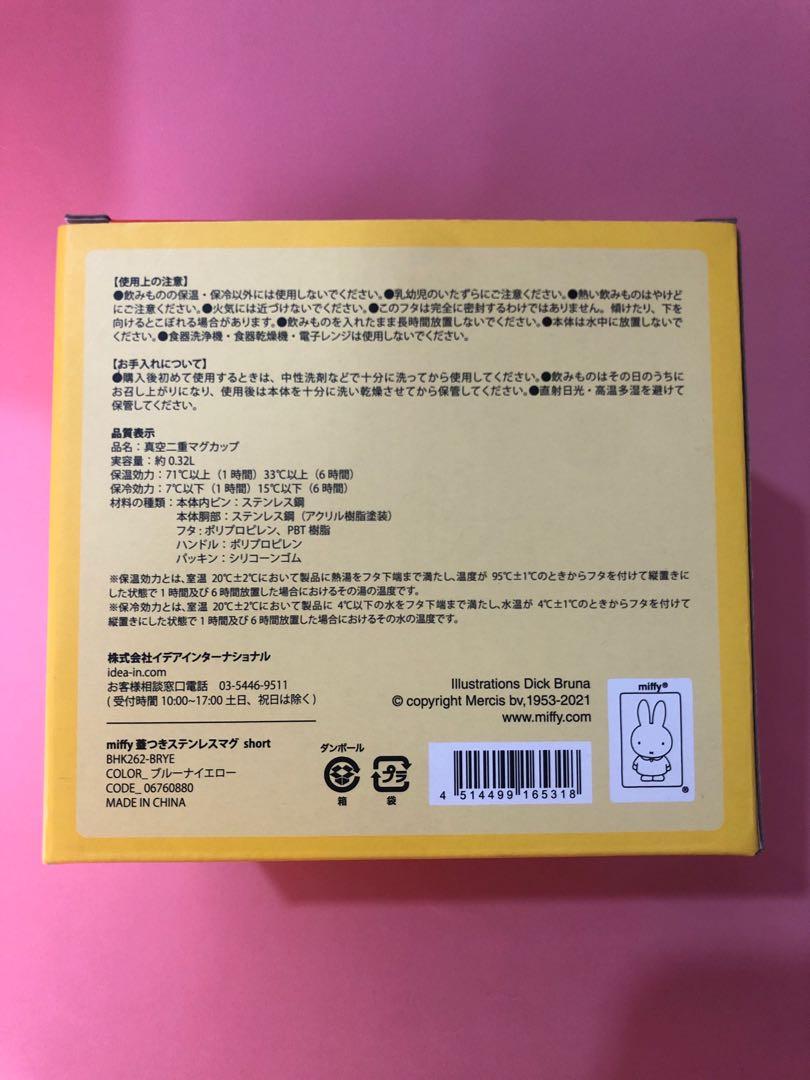 【使用上の注意】
●飲みものの保温・保冷以外には使用しないでください。●乳幼児のいたずらにご注意ください。●熱い飲みものはやけど
にご注意ください。●火気には近づけないでください。●このフタは完全に密封するわけではありません。傾けたり、下を
向けるとこぼれる場合があります。●飲みものを入れたまま長時間放置しないでください。●本体は水中に放置しないで
ください。●食器洗浄機・食器乾燥機・電子レンジは使用しないでください。
【お手入れについて】
●購入後初めて使用するときは、中性洗剤などで十分に洗ってから使用してください。●飲みものはその日のうちに
お召し上がりになり、使用後は本体を十分に洗い乾燥させてから保管してください。●直射日光・高温多湿を避けて
保管してください。
品質表示
品名：真空二重マグカップ
実容量：約0.32L
保温効力：71℃以上（1時間）33℃以上（6時間）
保冷効力：7℃以下（1時間）15℃以下（6時間）
材料の種類：本体内ビン：ステンレス鋼
本体胴部：ステンレス鋼（アクリル樹脂塗装）
フタ：ポリプロピレン、PBT樹脂
ハンドル：ポリプロピレン
パッキン：シリコーンゴム
※保温効力とは、室温 20℃±2℃において製品に熱湯をフタ下端まで満たし、温度が 95℃±1℃のときからフタを付けて縦置きに
した状態で1時間及び6時間放置した場合におけるその湯の温度です。
※保冷効力とは、室温 20℃±2℃において製品に 4℃以下の水をフタ下端まで満たし、水温が 4℃±1℃のときからフタを付けて
縦置きにした状態で1時間及び6時間放置した場合におけるその水の温度です。
株式会社イデアインターナショナル
idea-in.com
お客様相談窓口電話 03-5446-9511
(受付時間 10:00~17:00 土日、祝日は除く)
Illustrations Dick Bruna
© copyright Mercis bv,1953-2021
www.miffy.com
miffy®
®
miffy 蓋つきステンレスマグ short
BHK262-BRYE
COLOR_ ブルーナイエロー
CODE_ 06760880
MADE IN CHINA
ダンボール
箱
プラ
袋
4 514499 165318